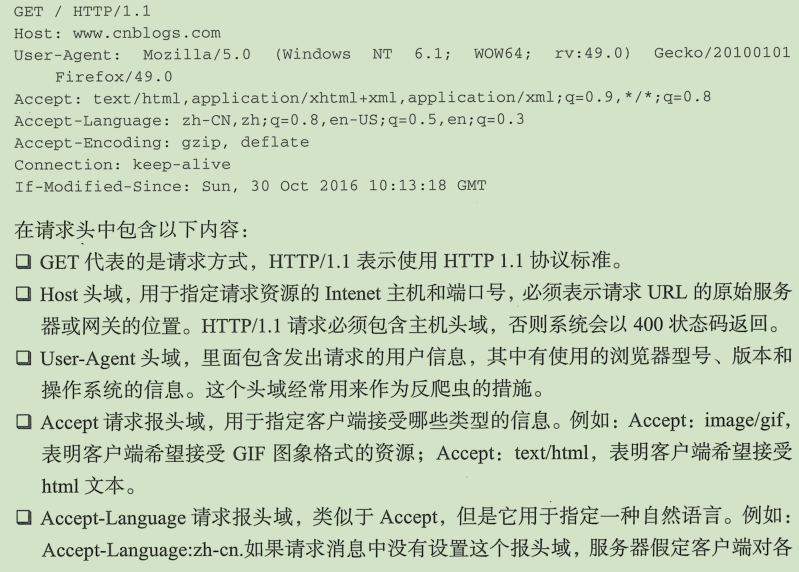 GET / HTTP/1.1
Host: www.cnblogs.com
User-Agent: Mozilla/5.0 (Windows NT 6.1; WOW64; rv:49.0) Gecko/20100101
Firefox/49.0
Accept: text/html,application/xhtml+xml,application/xml;q=0.9,*/*;q=0.8
Accept-Language: zh-CN,zh;q=0.8,en-US;q=0.5,en;q=0.3
Accept-Encoding: gzip, deflate
Connection: keep-alive
If-Modified-Since: Sun, 30 Oct 2016 10:13:18 GMT
在请求头中包含以下内容：
❑ GET 代表的是请求方式，HTTP/1.1 表示使用 HTTP 1.1 协议标准。
❑ Host 头域，用于指定请求资源的 Intenet 主机和端口号，必须表示请求 URL 的原始服务
器或网关的位置。HTTP/1.1 请求必须包含主机头域，否则系统会以 400 状态码返回。
❑ User-Agent 头域，里面包含发出请求的用户信息，其中有使用的浏览器型号、版本和
操作系统的信息。这个头域经常用来作为反爬虫的措施。
❑ Accept 请求报头域，用于指定客户端接受哪些类型的信息。例如：Accept：image/gif，
表明客户端希望接受 GIF 图象格式的资源；Accept：text/html，表明客户端希望接受
html 文本。
❑ Accept-Language 请求报头域，类似于 Accept，但是它用于指定一种自然语言。例如：
Accept-Language:zh-cn.如果请求消息中没有设置这个报头域，服务器假定客户端对各